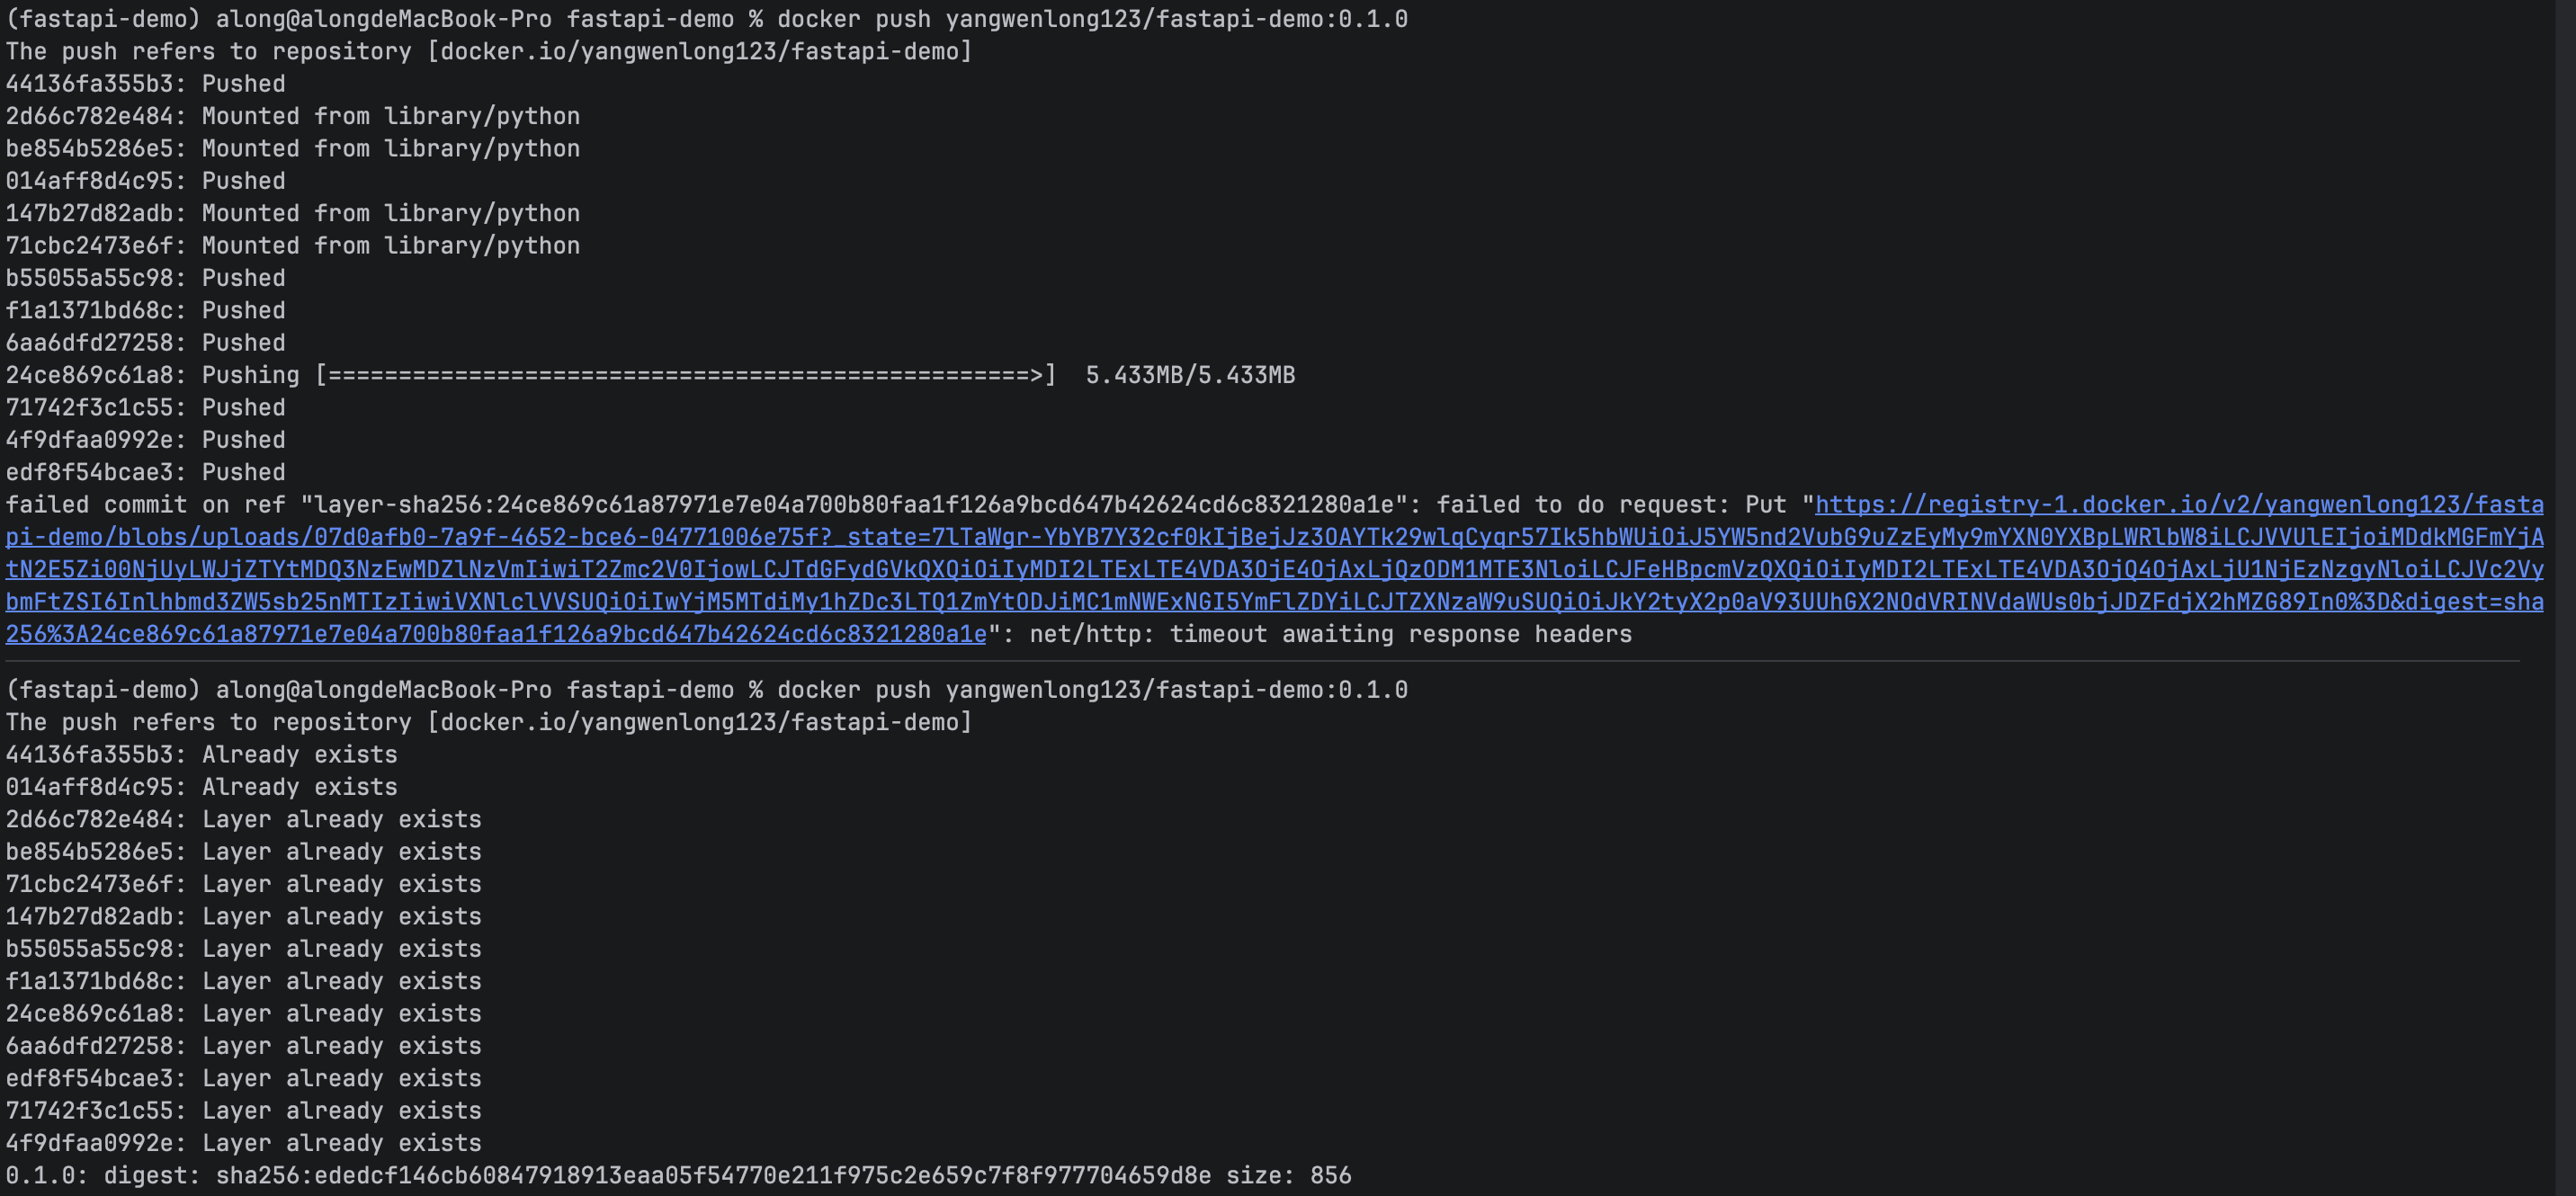 (fastapi-demo) along@alongdeMacBook-Pro fastapi-demo % docker push yangwenlong123/fastapi-demo:0.1.0
The push refers to repository [docker.io/yangwenlong123/fastapi-demo]
44136fa355b3: Pushed
2d66c782e484: Mounted from library/python
be854b5286e5: Mounted from library/python
014aff8d4c95: Pushed
147b27d82adb: Mounted from library/python
71cbc2473e6f: Mounted from library/python
b55055a55c98: Pushed
f1a1371bd68c: Pushed
6aa6dfd27258: Pushed
24ce869c61a8: Pushing [==================================================>]  5.433MB/5.433MB
71742f3c1c55: Pushed
4f9dfaa0992e: Pushed
edf8f54bcae3: Pushed
failed commit on ref "layer-sha256:24ce869c61a87971e7e04a700b80faa1f126a9bcd647b42624cd6c8321280a1e": failed to do request: Put "https://registry-1.docker.io/v2/yangwenlong123/fasta
pi-demo/blobs/uploads/07d0afb0-7a9f-4652-bce6-04771006e75f?_state=7lTaWgr-YbYB7Y32cf0kIjBejJz3OAYTk29wlqCyqr57Ik5hbWUiOiJ5YW5nd2VubG9uZzEyMy9mYXN0YXBpLWRlbW8iLCJVVUlEIjoiMDdkMGFmYjA
tN2E5Zi00NjUyLWJjZTYtMDQ3NzEwMDZlNzVmIiwiT2Zmc2V0IjowLCJTdGFydGVkQXQiOiIyMDI2LTExLTE4VDA3OjE4OjAxLjQzODM1MTE3NloiLCJFeHBpcmVzQXQiOiIyMDI2LTExLTE4VDA3OjQ4OjAxLjU1NjEzNzgyNloiLCJVc2Vy
bmFtZSI6Inlhbmd3ZW5sb25nMTIzIiwiVXNlclVVSUQiOiIwYjM5MTdiMy1hZDc3LTQ1ZmYtODJiMC1mNWExNGI5YmFlZDYiLCJTZXNzaW9uSUQiOiJkY2tyX2p0aV93UUhGX2NOdVRINVdaWUs0bjJDZFdjX2hMZG89In0%3D&digest=sha
256%3A24ce869c61a87971e7e04a700b80faa1f126a9bcd647b42624cd6c8321280a1e": net/http: timeout awaiting response headers
(fastapi-demo) along@alongdeMacBook-Pro fastapi-demo % docker push yangwenlong123/fastapi-demo:0.1.0
The push refers to repository [docker.io/yangwenlong123/fastapi-demo]
44136fa355b3: Already exists
014aff8d4c95: Already exists
2d66c782e484: Layer already exists
be854b5286e5: Layer already exists
71cbc2473e6f: Layer already exists
147b27d82adb: Layer already exists
b55055a55c98: Layer already exists
f1a1371bd68c: Layer already exists
24ce869c61a8: Layer already exists
6aa6dfd27258: Layer already exists
edf8f54bcae3: Layer already exists
71742f3c1c55: Layer already exists
4f9dfaa0992e: Layer already exists
0.1.0: digest: sha256:ededcf146cb60847918913eaa05f54770e211f975c2e659c7f8f977704659d8e size: 856